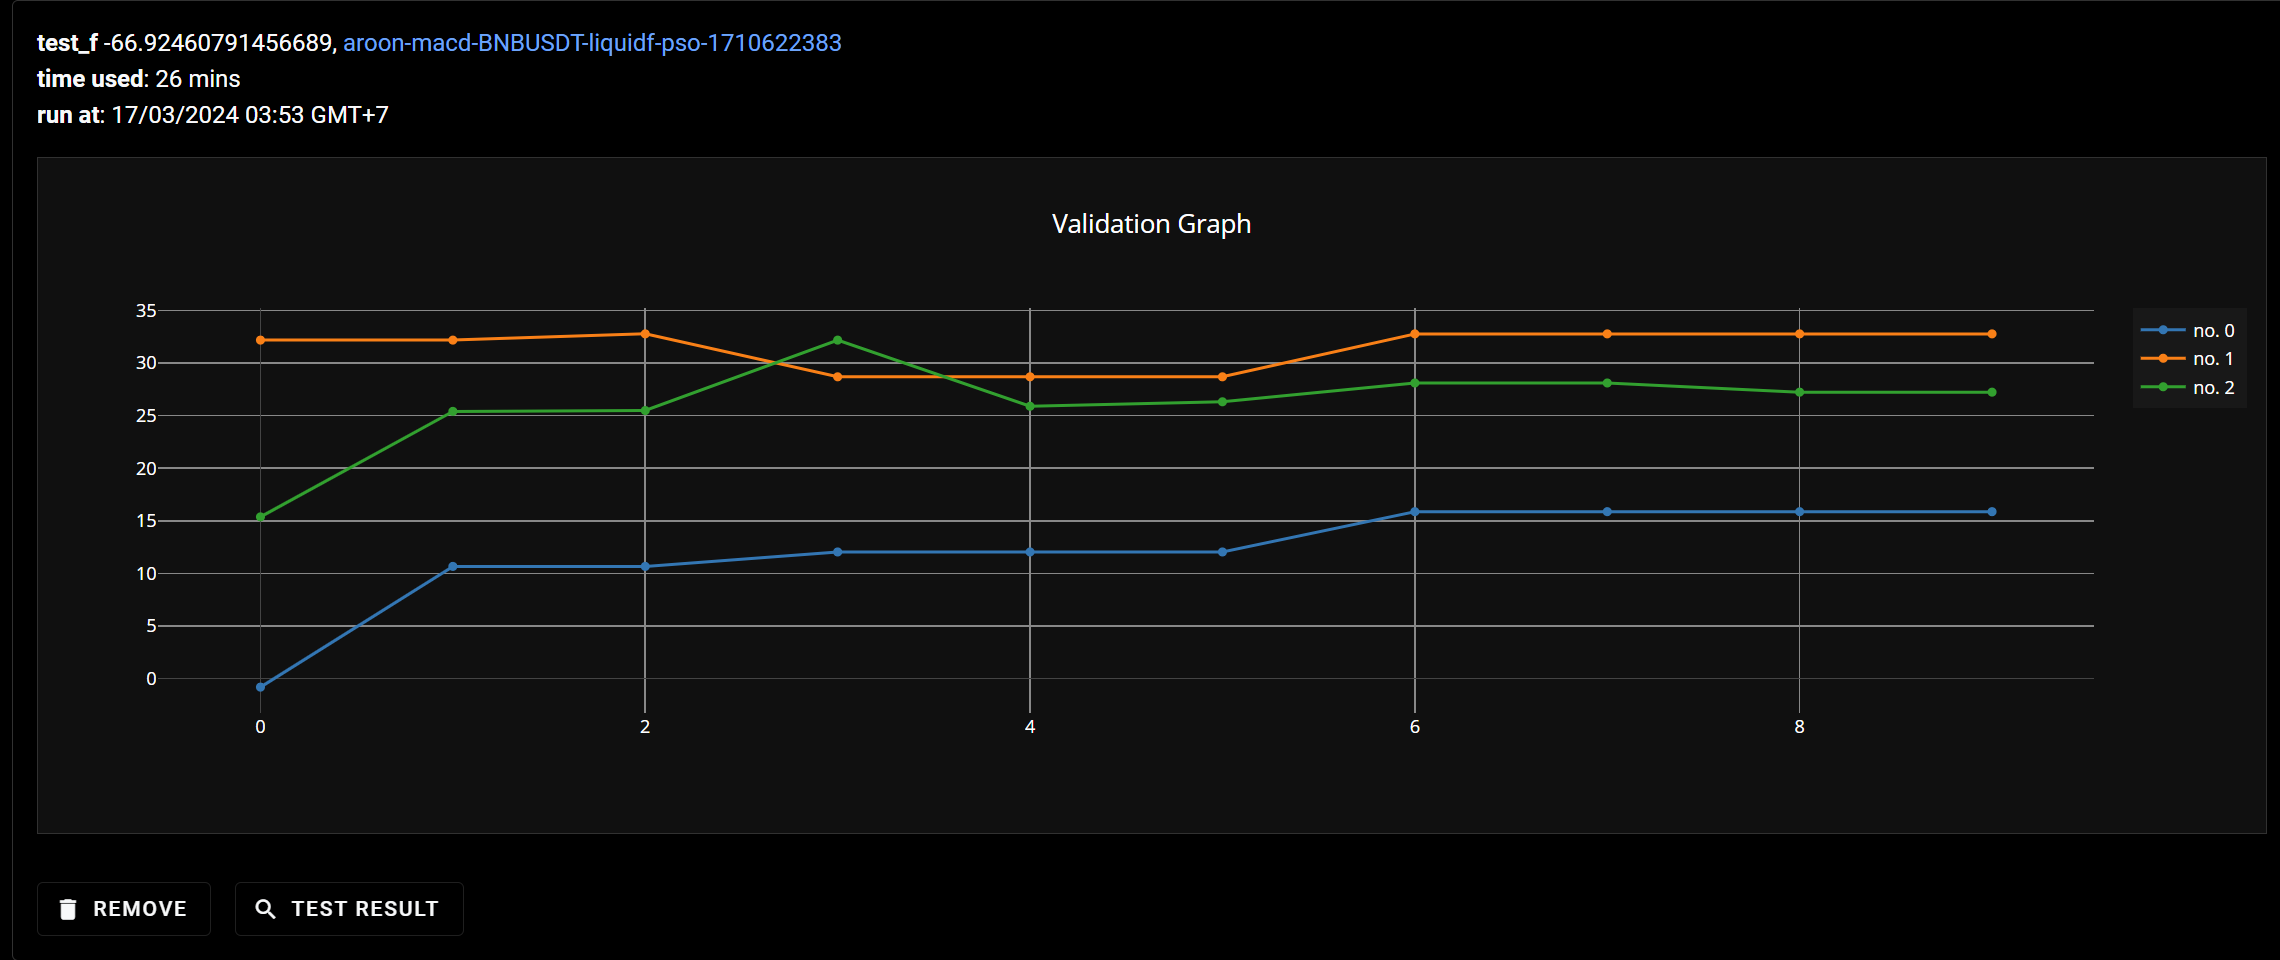 test_f -66.92460791456689, aroon-macd-BNBUSDT-liquidf-pso-1710622383
time used: 26 mins
run at: 17/03/2024 03:53 GMT+7
Validation Graph
35
30
25
20
15
10
5
0
0 2 4 6 8
no. 0
no. 1
no. 2
REMOVE
TEST RESULT